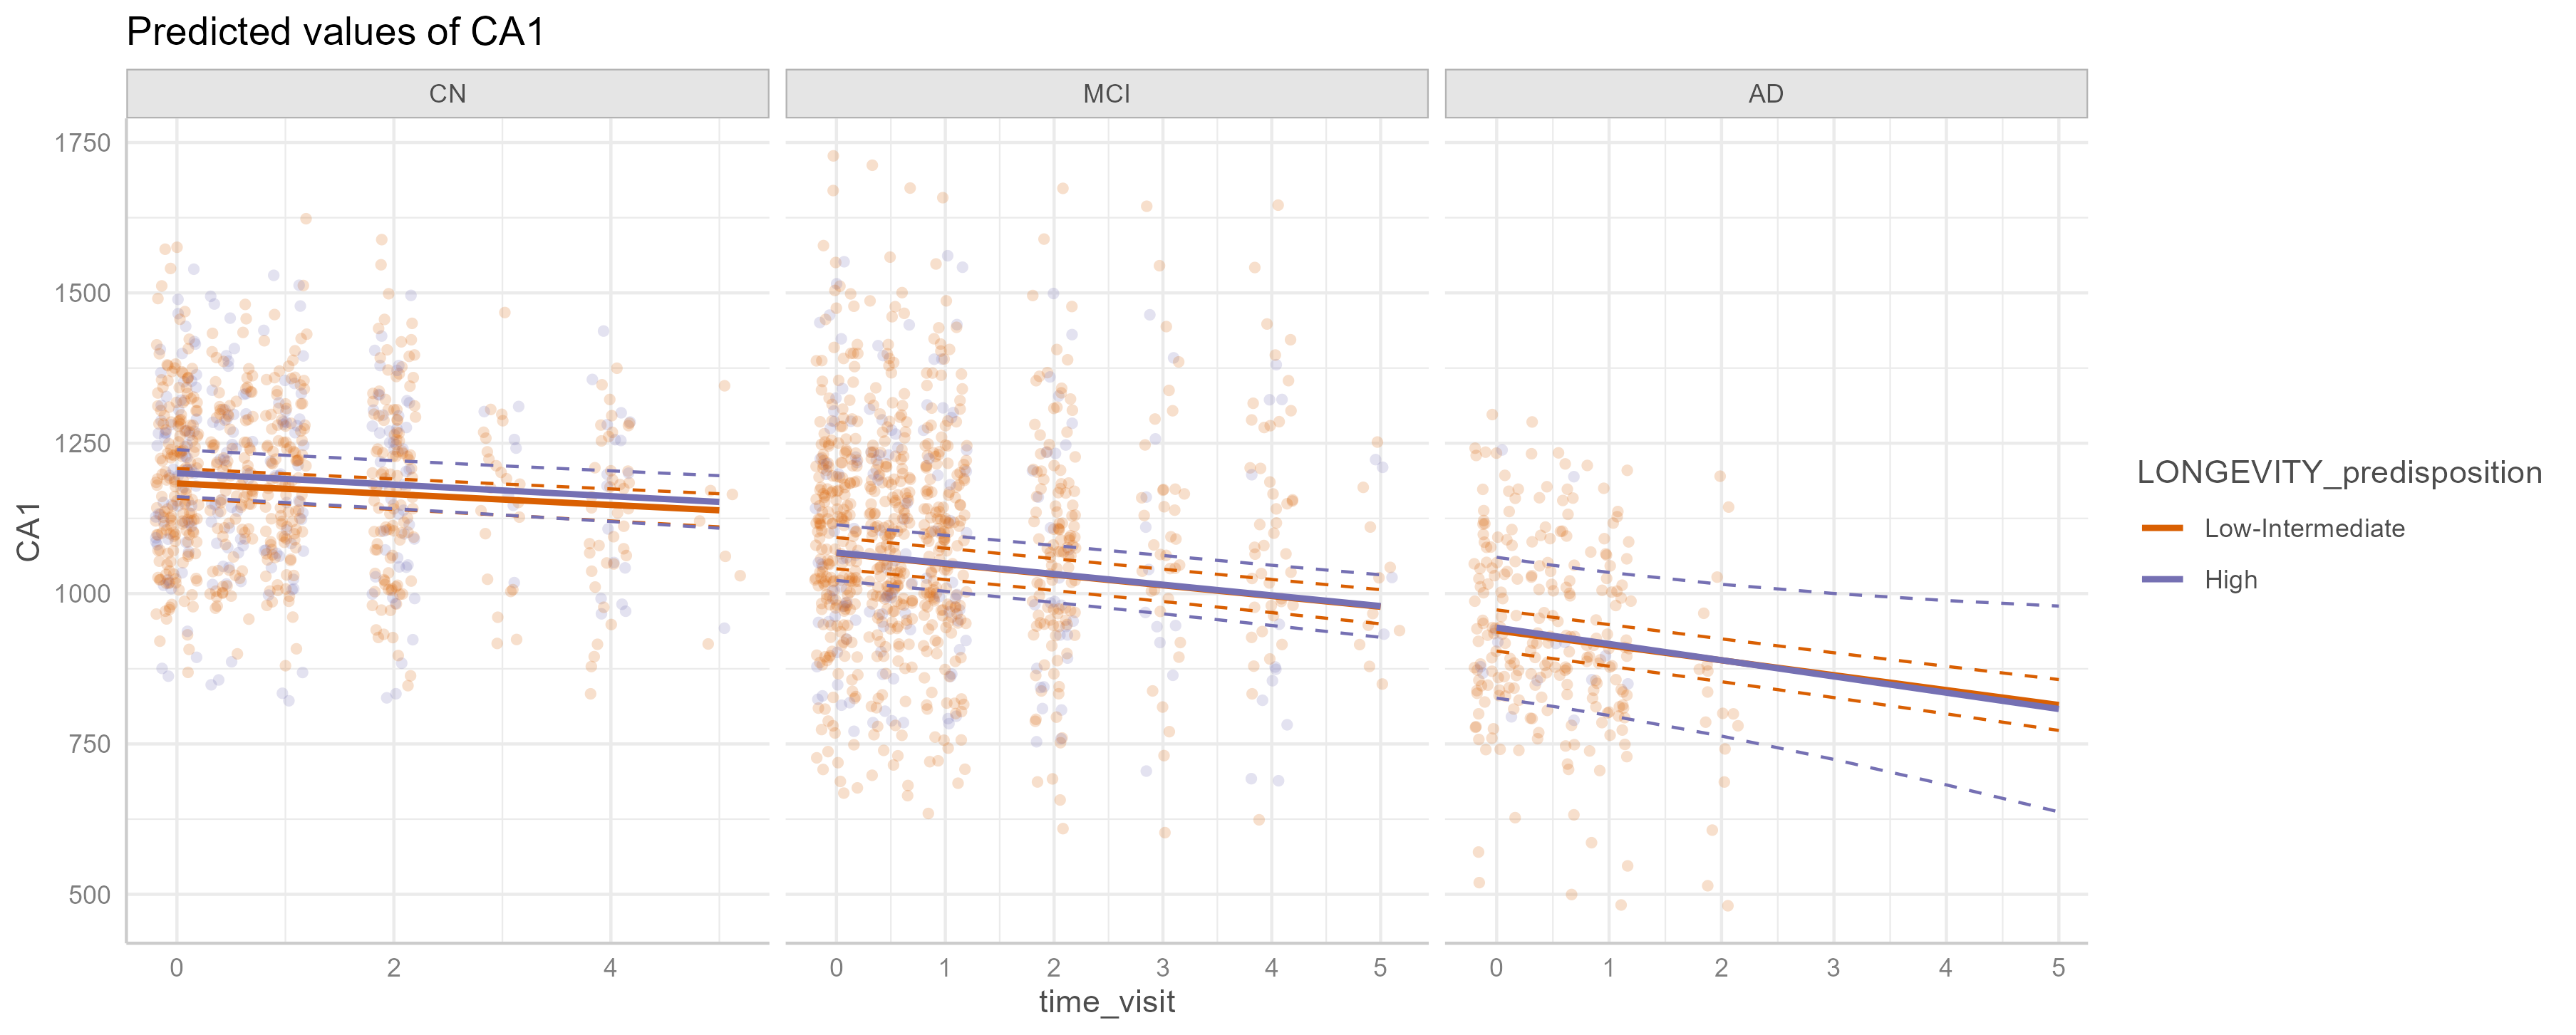 Predicted values of CA1
CN
MCI
AD
1750
1500
1250
1000
750
500
CA1
0
2
4
0
1
2
3
4
5
0
1
2
3
4
5
time_visit
LONGEVITY_predisposition
Low-Intermediate
High